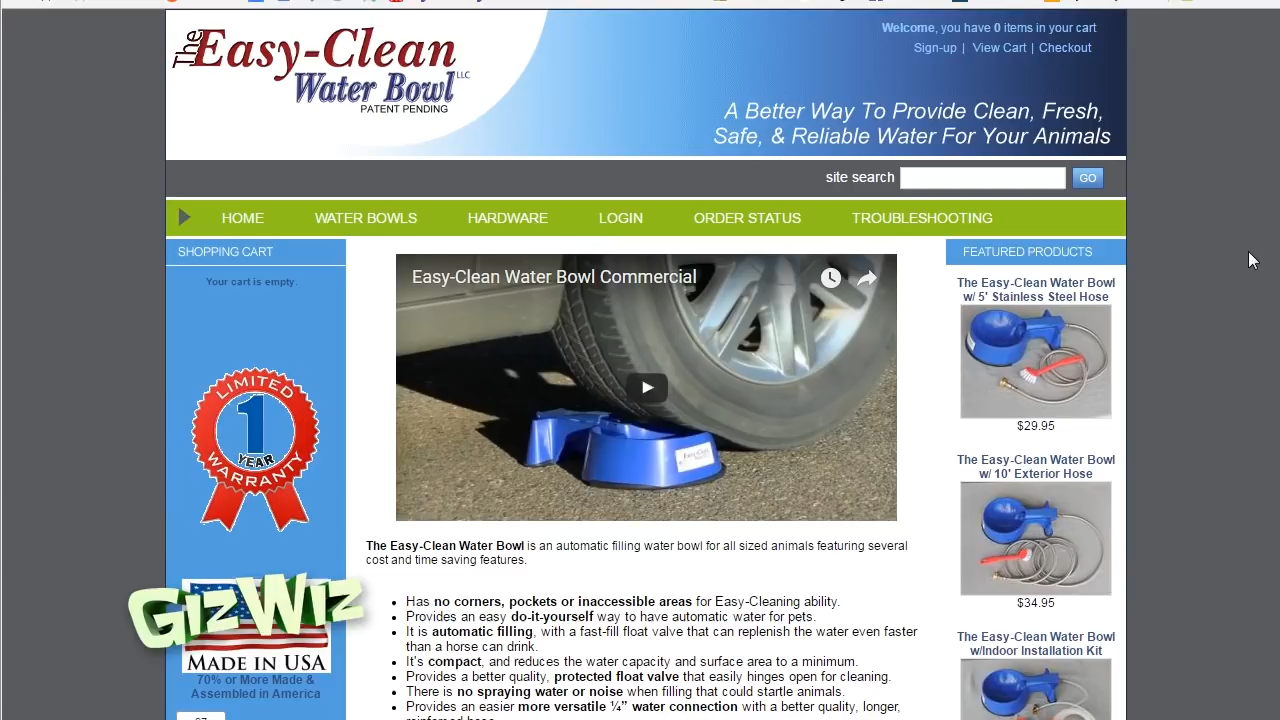 The Easy-Clean
Water Bowl LLC
PATENT PENDING
Welcome, you have 0 items in your cart
Sign-up | View Cart | Checkout
A Better Way To Provide Clean, Fresh,
Safe, & Reliable Water For Your Animals
site search GO
HOME WATER BOWLS HARDWARE LOGIN ORDER STATUS TROUBLESHOOTING
SHOPPING CART
Your cart is empty.
LIMITED
1
YEAR
WARRANTY
GizWiz
MADE IN USA
70% or More Made &
Assembled in America
Easy-Clean Water Bowl Commercial
The Easy-Clean Water Bowl is an automatic filling water bowl for all sized animals featuring several
cost and time saving features.
Has no corners, pockets or inaccessible areas for Easy-Cleaning ability.
Provides an easy do-it-yourself way to have automatic water for pets.
It is automatic filling, with a fast-fill float valve that can replenish the water even faster
than a horse can drink.
It's compact, and reduces the water capacity and surface area to a minimum.
Provides a better quality, protected float valve that easily hinges open for cleaning.
There is no spraying water or noise when filling that could startle animals.
Provides an easier more versatile ¼” water connection with a better quality, longer,
FEATURED PRODUCTS
The Easy-Clean Water Bowl
w/ 5' Stainless Steel Hose
$29.95
The Easy-Clean Water Bowl
w/ 10' Exterior Hose
$34.95
The Easy-Clean Water Bowl
w/Indoor Installation Kit